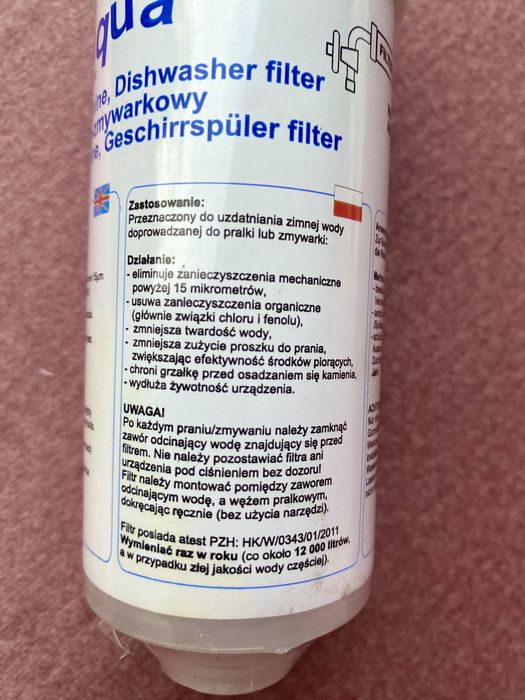 qua
FILT
ne, Dishwasher filter
zmywarkowy
e, Geschirrspüler filter
Zastosowanie:
Przeznaczony do uzdatniania zimnej wody
doprowadzanej do pralki lub zmywarki:
Działanie:
- eliminuje zanieczyszczenia mechaniczne
powyżej 15 mikrometrów,
- usuwa zanieczyszczenia organiczne
(głównie związki chloru i fenolu),
- zmniejsza twardość wody,
- zmniejsza zużycie proszku do prania,
zwiększając efektywność środków piorących,
- chroni grzałkę przed osadzaniem się kamienia,
- wydłuża żywotność urządzenia.
UWAGA!
Po każdym praniu/zmywaniu należy zamknąć
zawór odcinający wodę znajdujący się przed
filtrem. Nie należy pozostawiać filtra ani
urządzenia pod ciśnieniem bez dozoru!
Filtr należy montować pomiędzy zaworem
odcinającym wodę, a wężem pralkowym,
dokręcając ręcznie (bez użycia narzędzi).
Filtr posiada atest PZH: HK/W/0343/01/2011
Wymieniać raz w roku (co około 12 000 litrów,
a w przypadku złej jakości wody częściej).
15µm